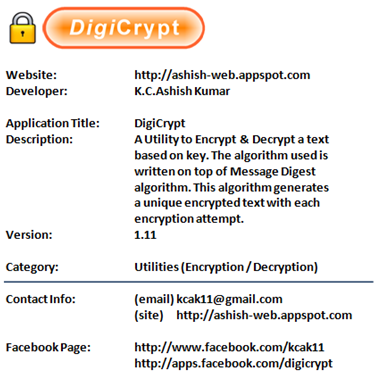 DigiCrypt
Website: http://ashish-web.appspot.com
Developer: K.C.Ashish Kumar
Application Title: DigiCrypt
Description: A Utility to Encrypt & Decrypt a text
based on key. The algorithm used is
written on top of Message Digest
algorithm. This algorithm generates
a unique encrypted text with each
encryption attempt.
Version: 1.11
Category: Utilities (Encryption / Decryption)
Contact Info: (email) kcak11@gmail.com
(site) http://ashish-web.appspot.com
Facebook Page: http://www.facebook.com/kcak11
http://apps.facebook.com/digicrypt